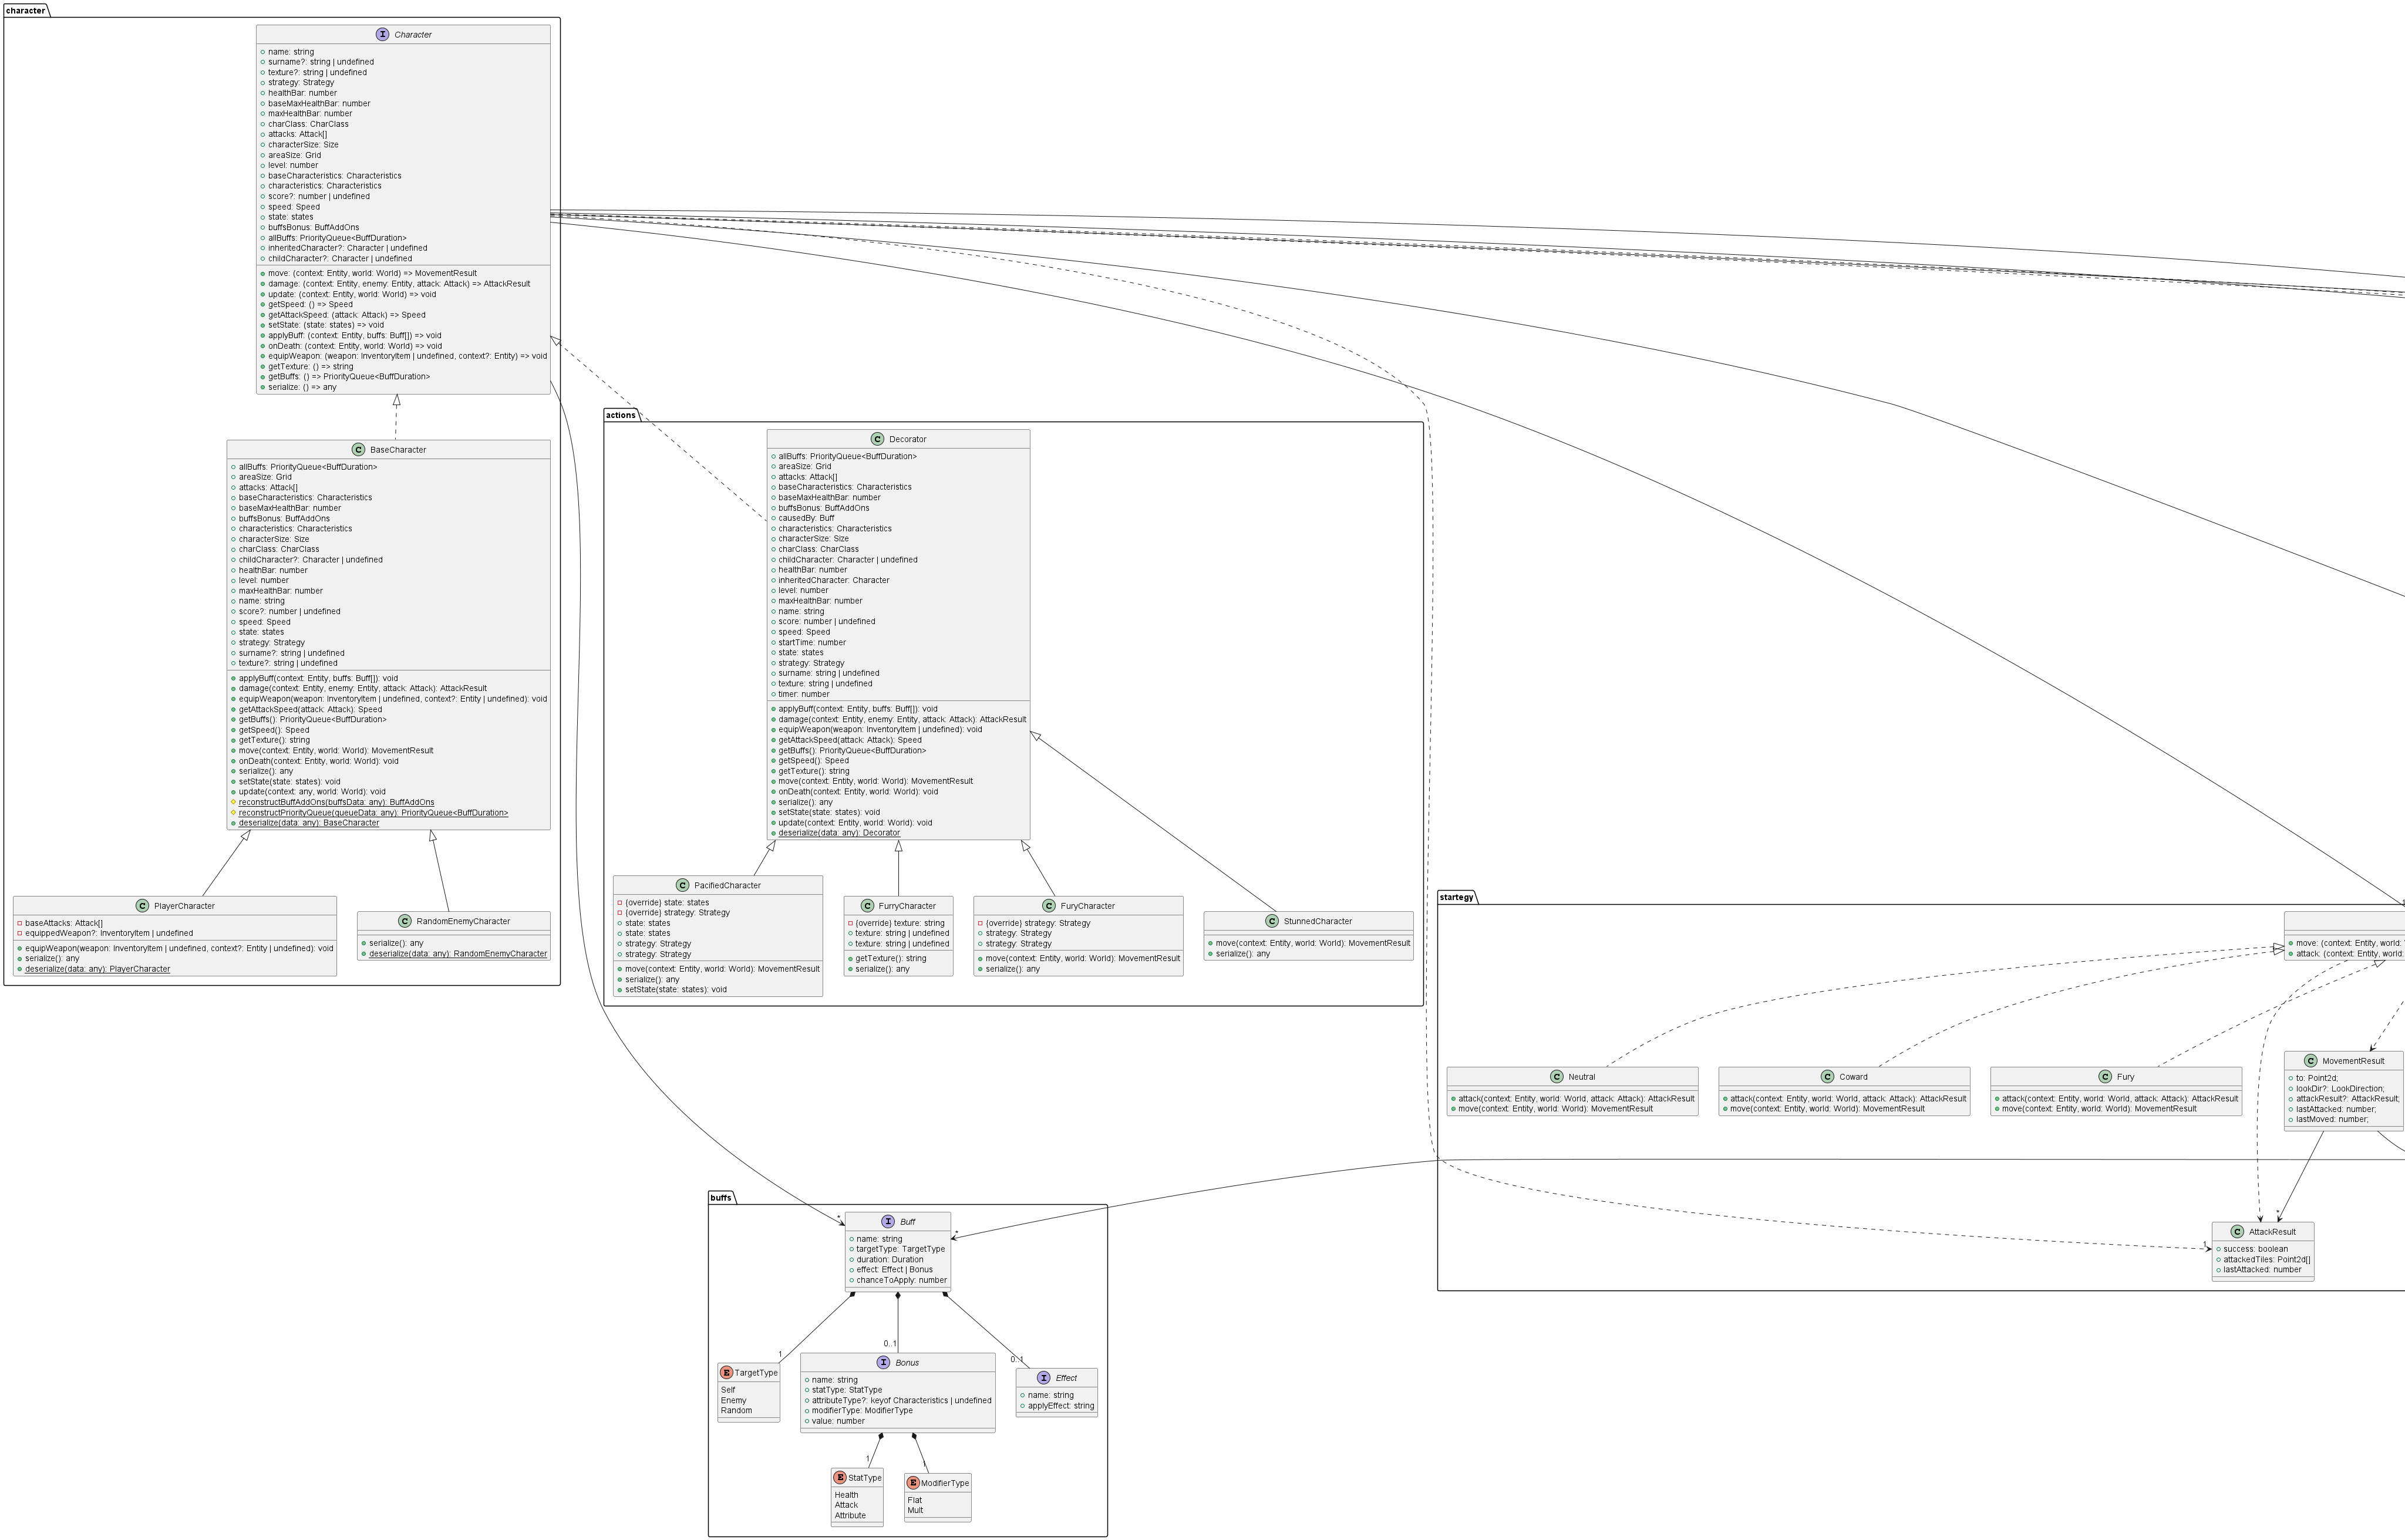 character
Character
name: string
surname?: string | undefined
texture?: string | undefined
strategy: Strategy
healthBar: number
baseMaxHealthBar: number
maxHealthBar: number
charClass: CharClass
attacks: Attack[]
characterSize: Size
areaSize: Grid
level: number
baseCharacteristics: Characteristics
characteristics: Characteristics
score?: number | undefined
speed: Speed
state: states
buffsBonus: BuffAddOns
allBuffs: PriorityQueue<BuffDuration>
inheritedCharacter?: Character | undefined
childCharacter?: Character | undefined
move: (context: Entity, world: World) => MovementResult
damage: (context: Entity, enemy: Entity, attack: Attack) => AttackResult
update: (context: Entity, world: World) => void
getSpeed: () => Speed
getAttackSpeed: (attack: Attack) => Speed
setState: (state: states) => void
applyBuff: (context: Entity, buffs: Buff[]) => void
onDeath: (context: Entity, world: World) => void
equipWeapon: (weapon: InventoryItem | undefined, context?: Entity) => void
getTexture: () => string
getBuffs: () => PriorityQueue<BuffDuration>
serialize: () => any
BaseCharacter
allBuffs: PriorityQueue<BuffDuration>
areaSize: Grid
attacks: Attack[]
baseCharacteristics: Characteristics
baseMaxHealthBar: number
buffsBonus: BuffAddOns
characteristics: Characteristics
characterSize: Size
charClass: CharClass
childCharacter?: Character | undefined
healthBar: number
level: number
maxHealthBar: number
name: string
score?: number | undefined
speed: Speed
state: states
strategy: Strategy
surname?: string | undefined
texture?: string | undefined
applyBuff(context: Entity, buffs: Buff[]): void
damage(context: Entity, enemy: Entity, attack: Attack): AttackResult
equipWeapon(weapon: InventoryItem | undefined, context?: Entity | undefined): void
getAttackSpeed(attack: Attack): Speed
getBuffs(): PriorityQueue<BuffDuration>
getSpeed(): Speed
getTexture(): string
move(context: Entity, world: World): MovementResult
onDeath(context: Entity, world: World): void
serialize(): any
setState(state: states): void
update(context: any, world: World): void
reconstructBuffAddOns(buffsData: any): BuffAddOns
reconstructPriorityQueue(queueData: any): PriorityQueue<BuffDuration>
deserialize(data: any): BaseCharacter
PlayerCharacter
baseAttacks: Attack[]
equippedWeapon?: InventoryItem | undefined
equipWeapon(weapon: InventoryItem | undefined, context?: Entity | undefined): void
serialize(): any
deserialize(data: any): PlayerCharacter
RandomEnemyCharacter
serialize(): any
deserialize(data: any): RandomEnemyCharacter
actions
Decorator
allBuffs: PriorityQueue<BuffDuration>
areaSize: Grid
attacks: Attack[]
baseCharacteristics: Characteristics
baseMaxHealthBar: number
buffsBonus: BuffAddOns
causedBy: Buff
characteristics: Characteristics
characterSize: Size
charClass: CharClass
childCharacter: Character | undefined
healthBar: number
inheritedCharacter: Character
level: number
maxHealthBar: number
name: string
score: number | undefined
speed: Speed
startTime: number
state: states
strategy: Strategy
surname: string | undefined
texture: string | undefined
timer: number
applyBuff(context: Entity, buffs: Buff[]): void
damage(context: Entity, enemy: Entity, attack: Attack): AttackResult
equipWeapon(weapon: InventoryItem | undefined): void
getAttackSpeed(attack: Attack): Speed
getBuffs(): PriorityQueue<BuffDuration>
getSpeed(): Speed
getTexture(): string
move(context: Entity, world: World): MovementResult
onDeath(context: Entity, world: World): void
serialize(): any
setState(state: states): void
update(context: Entity, world: World): void
deserialize(data: any): Decorator
PacifiedCharacter
{override} state: states
{override} strategy: Strategy
state: states
state: states
strategy: Strategy
strategy: Strategy
move(context: Entity, world: World): MovementResult
serialize(): any
setState(state: states): void
FurryCharacter
{override} texture: string
texture: string | undefined
texture: string | undefined
getTexture(): string
serialize(): any
FuryCharacter
{override} strategy: Strategy
strategy: Strategy
strategy: Strategy
move(context: Entity, world: World): MovementResult
serialize(): any
StunnedCharacter
move(context: Entity, world: World): MovementResult
serialize(): any
startegy
move: (context: Entity, world:
attack: (context: Entity, world:
Neutral
attack(context: Entity, world: World, attack: Attack): AttackResult
move(context: Entity, world: World): MovementResult
Coward
attack(context: Entity, world: World, attack: Attack): AttackResult
move(context: Entity, world: World): MovementResult
Fury
attack(context: Entity, world: World, attack: Attack): AttackResult
move(context: Entity, world: World): MovementResult
MovementResult
to: Point2d;
lookDir?: LookDirection;
attackResult?: AttackResult;
lastAttacked: number;
lastMoved: number;
*
1
AttackResult
success: boolean
attackedTiles: Point2d[]
lastAttacked: number
buffs
*
*
Buff
name: string
targetType: TargetType
duration: Duration
effect: Effect | Bonus
chanceToApply: number
1
0..1
0..1
TargetType
Self
Enemy
Random
Bonus
name: string
statType: StatType
attributeType?: keyof Characteristics | undefined
modifierType: ModifierType
value: number
Effect
name: string
applyEffect: string
1
1
StatType
Health
Attack
Attribute
ModifierType
Flat
Mult